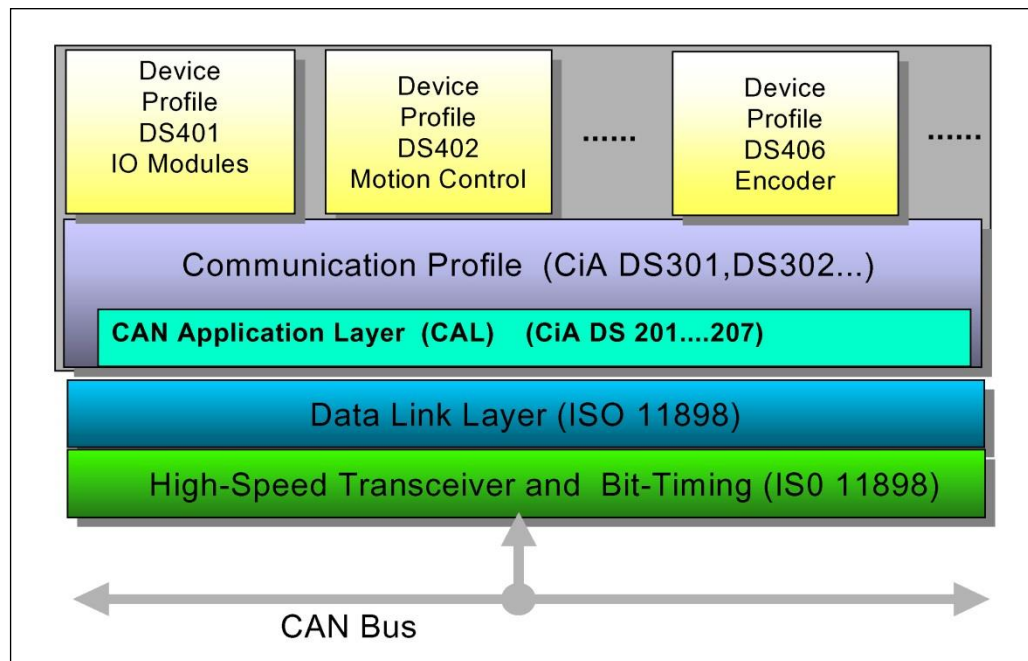 Device
Profile
DS401
IO Modules
Device
Profile
DS402
Motion Control
......
Device
Profile
DS406
Encoder
......
Communication Profile (CiA DS301,DS302...)
CAN Application Layer (CAL) (CiA DS 201....207)
Data Link Layer (ISO 11898)
High-Speed Transceiver and Bit-Timing (IS0 11898)
CAN Bus